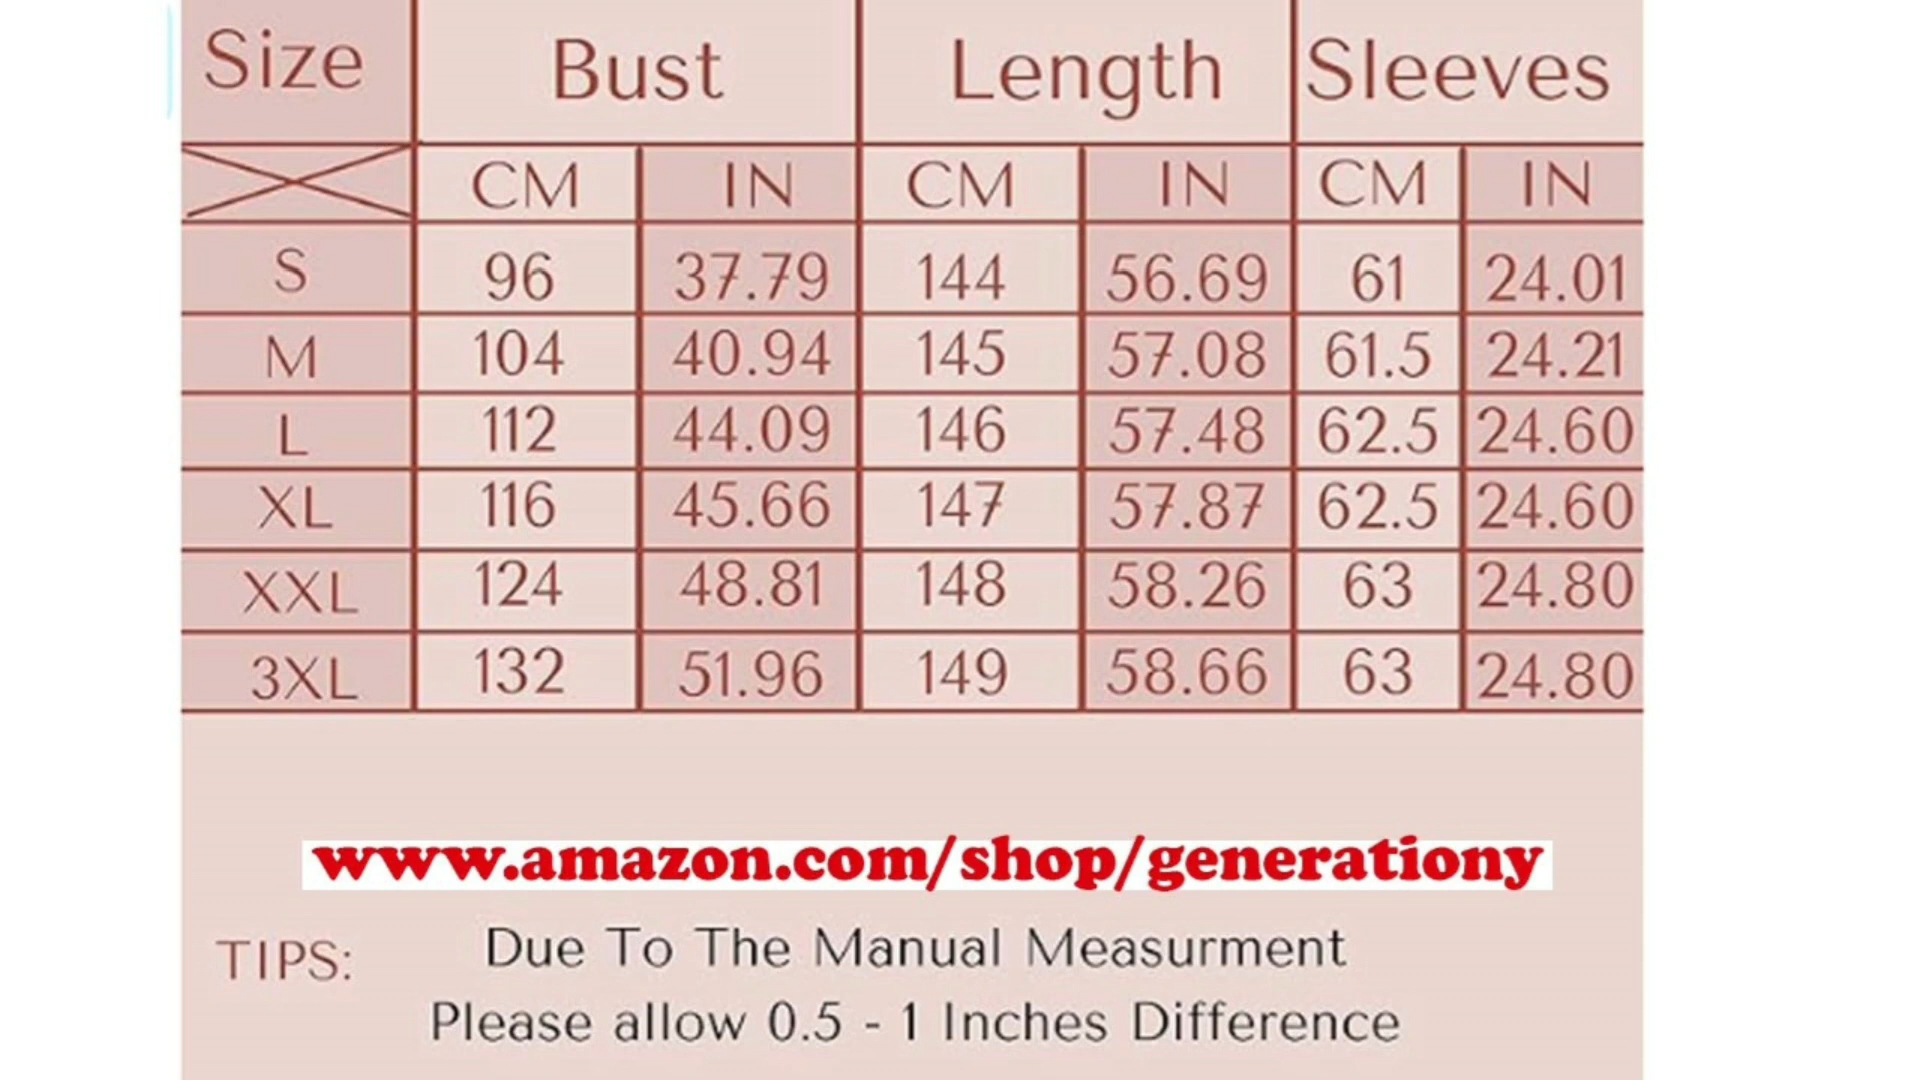 Size Bust Length Sleeves
CM IN CM IN CM IN
S 96 37.79 144 56.69 61 24.01
M 104 40.94 145 57.08 61.5 24.21
L 112 44.09 146 57.48 62.5 24.60
XL 116 45.66 147 57.87 62.5 24.60
XXL 124 48.81 148 58.26 63 24.80
3XL 132 51.96 149 58.66 63 24.80
www.amazon.com/shop/generationy
TIPS: Due To The Manual Measurment
Please allow 0.5 - 1 Inches Difference